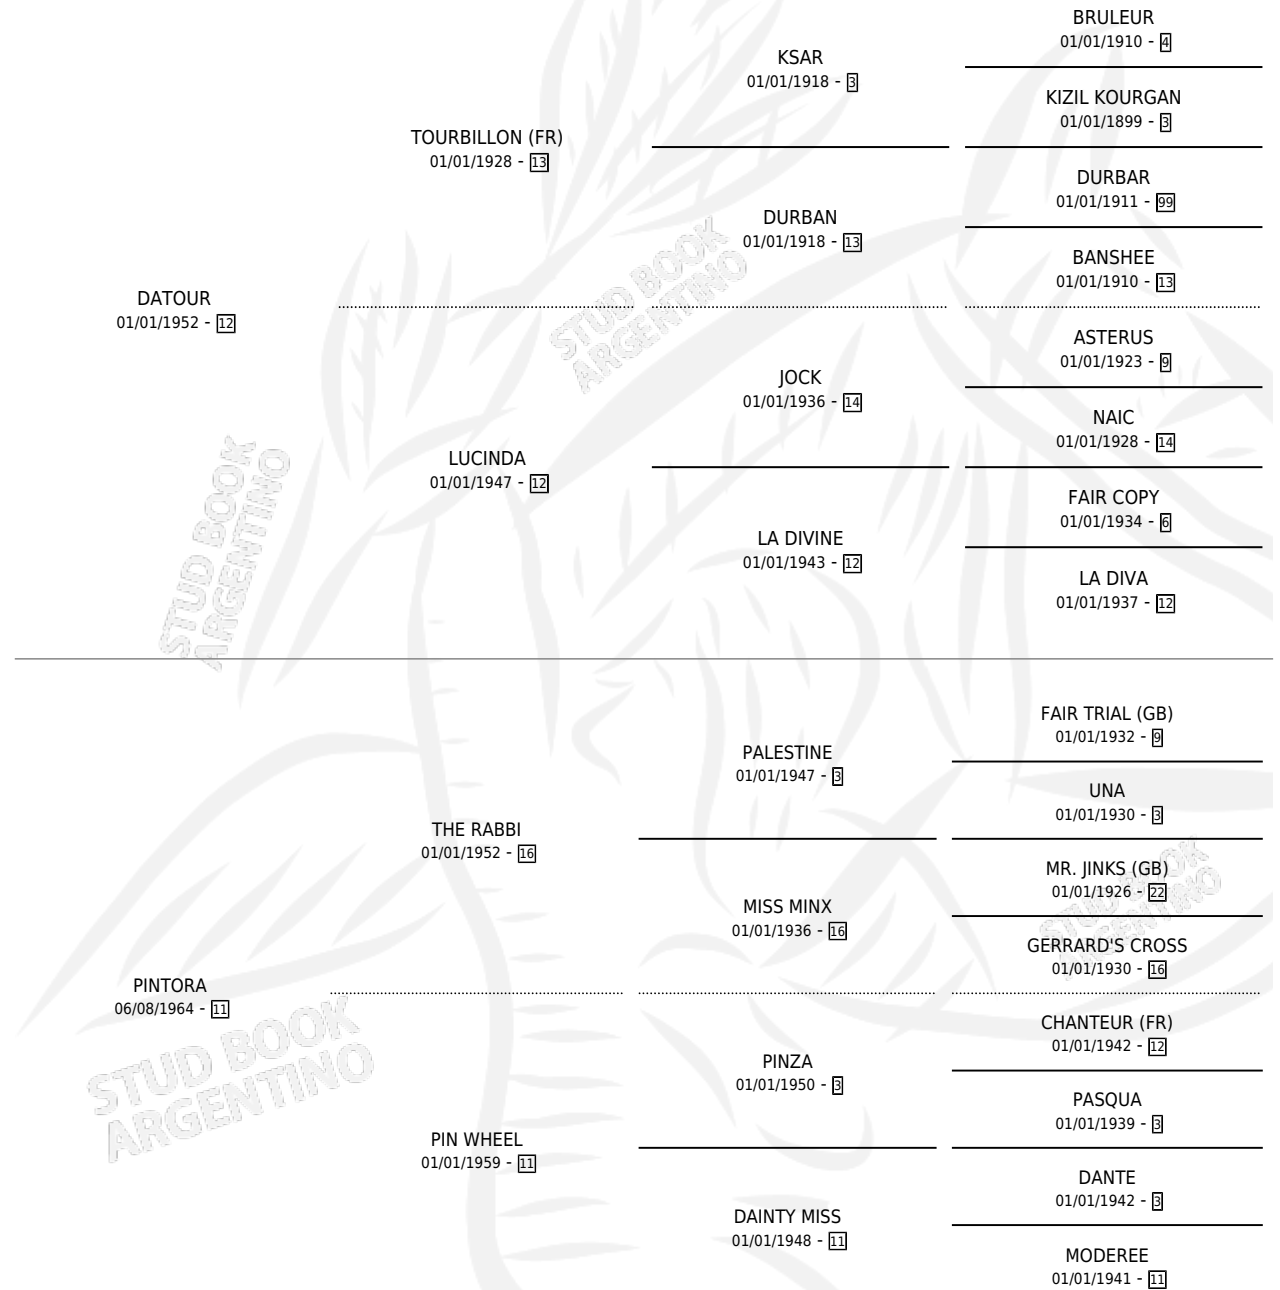 BRULEUR
01/01/1910 - 4
KSAR
01/01/1918 - 3
KIZIL KOURGAN
01/01/1899 - 3
TOURBILLON (FR)
01/01/1928 - 13
DURBAR
01/01/1911 - 99
DURBAN
01/01/1918 - 13
BANSHEE
01/01/1910 - 13
DATOUR
01/01/1952 - 12
ASTERUS
01/01/1923 - 9
JOCK
01/01/1936 - 14
NAIC
01/01/1928 - 14
LUCINDA
01/01/1947 - 12
FAIR COPY
01/01/1934 - 6
LA DIVINE
01/01/1943 - 12
LA DIVA
01/01/1937 - 12
FAIR TRIAL (GB)
01/01/1932 - 9
PALESTINE
01/01/1947 - 3
UNA
01/01/1930 - 3
THE RABBI
01/01/1952 - 16
MR. JINKS (GB)
01/01/1926 - 22
MISS MINX
01/01/1936 - 16
GERRARD'S CROSS
01/01/1930 - 16
PINTORA
06/08/1964 - 11
CHANTEUR (FR)
01/01/1942 - 12
PINZA
01/01/1950 - 3
PASQUA
01/01/1939 - 3
PIN WHEEL
01/01/1959 - 11
DANTE
01/01/1942 - 3
DAINTY MISS
01/01/1948 - 11
MODEREE
01/01/1941 - 11
STUD BOOK
ARGENTINO
STUD BOOK
ARGENTINO
STUD BOOK
ARGENTINO
STUD BOOK
ARGENTINO